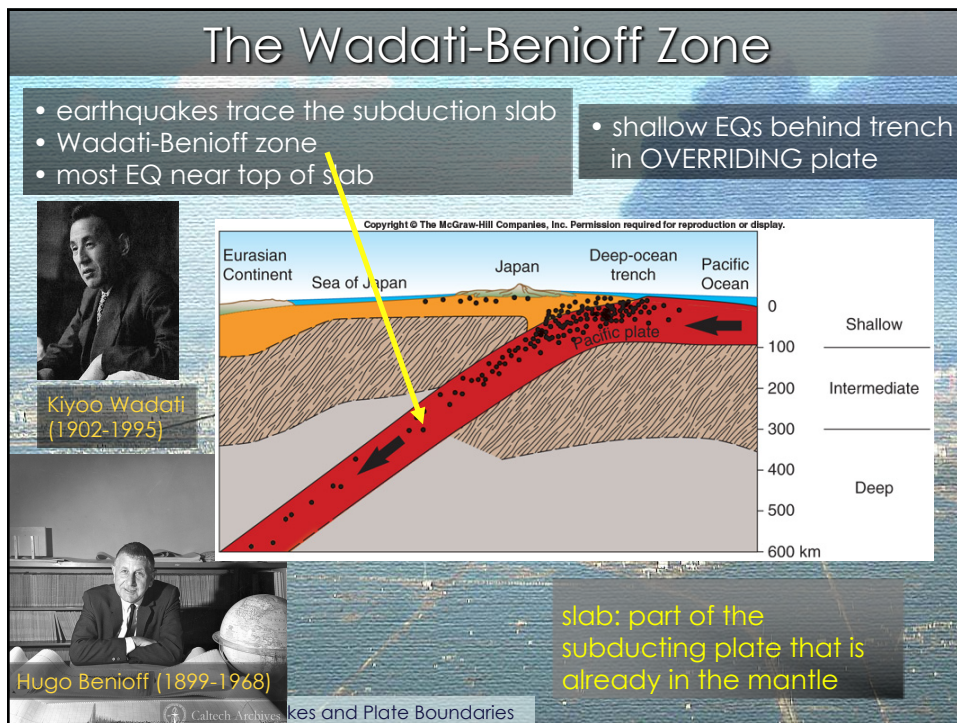 The Wadati-Benioff Zone
• earthquakes trace the subduction slab
• Wadati-Benioff zone
• most EQ near top of slab
• shallow EQs behind trench
in OVERRIDING plate
Copyright © The McGraw-Hill Companies, Inc. Permission required for reproduction or display.
Eurasian
Continent
Sea of Japan
Japan
Deep-ocean
trench
Pacific
Ocean
Pacific plate
0
100
200
300
400
500
600 km
Shallow
Intermediate
Deep
Kiyoo Wadati
(1902-1995)
slab: part of the
subducting plate that is
already in the mantle
Hugo Benioff (1899-1968)
Caltech Archives
kes and Plate Boundaries